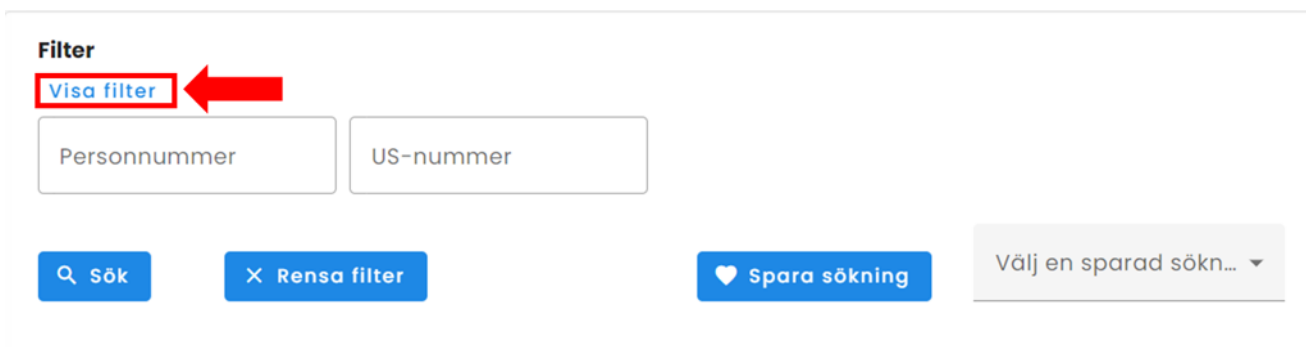 Filter
Visa filter
Personnummer US-nummer
Sök Rensa filter Spara sökning Välj en sparad sökn...